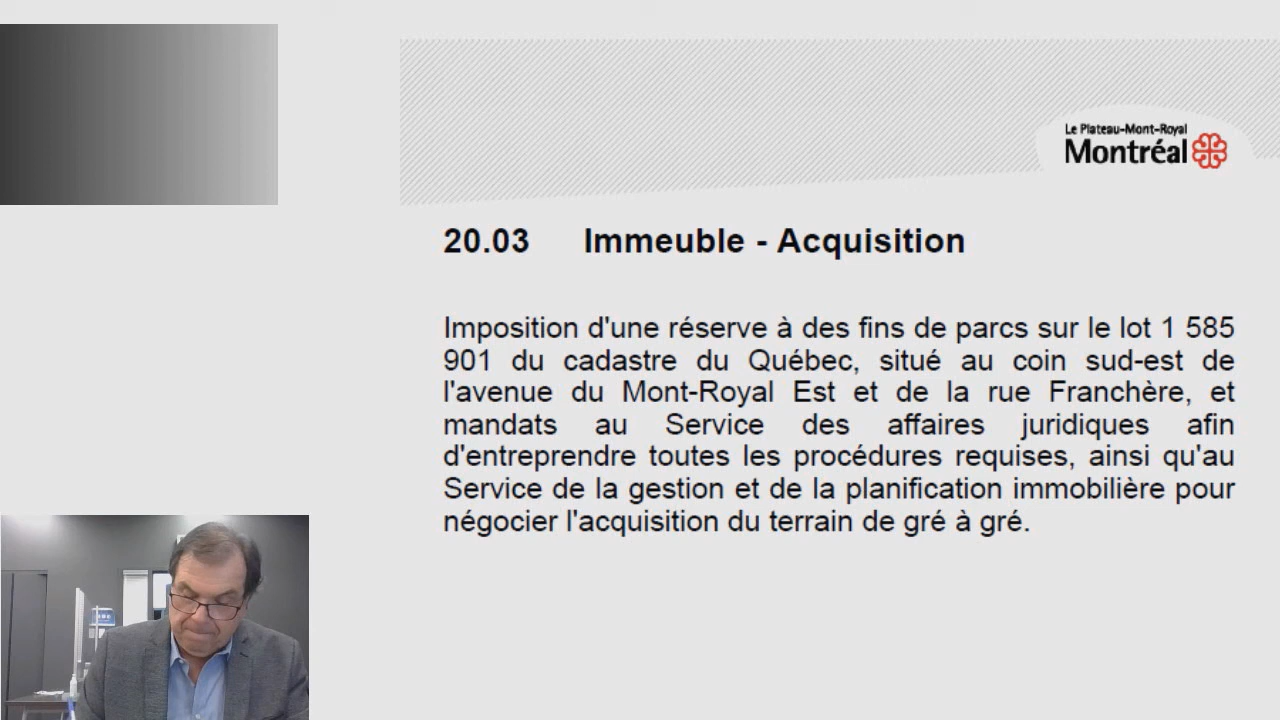 Le Plateau-Mont-Royal
Montréal
20.03 Immeuble - Acquisition
Imposition d'une réserve à des fins de parcs sur le lot 1 585
901 du cadastre du Québec, situé au coin sud-est de
l'avenue du Mont-Royal Est et de la rue Franchère, et
mandats au Service des affaires juridiques afin
d'entreprendre toutes les procédures requises, ainsi qu'au
Service de la gestion et de la planification immobilière pour
négocier l'acquisition du terrain de gré à gré.